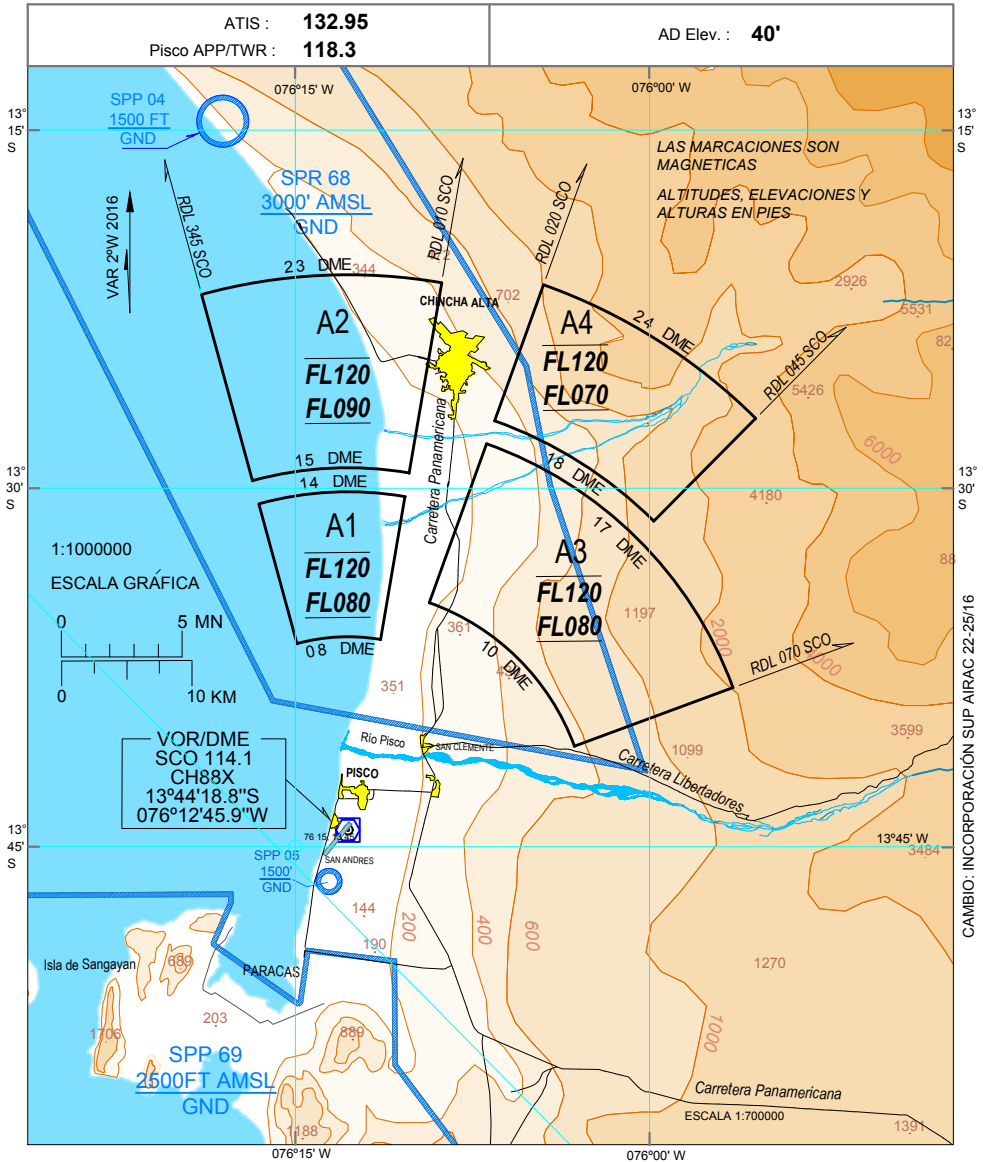 ATIS : 132.95
Pisco APP/TWR : 118.3
AD Elev. : 40'
076°15' W
076°00' W
13°
15'
S
13°
15'
S
SPP 04
1500 FT
GND
LAS MARCACIONES SON
MAGNETICAS
ALTITUDES, ELEVACIONES Y
ALTURAS EN PIES
SPR 68
3000' AMSL
GND
VAR 2ºW 2016
RDL 345 SCO
RDL 010 SCO
RDL 020 SCO
23 DME
344
702
2926
5531
CHINCHA ALTA
A2
FL120
FL090
A4
FL120
FL070
24 DME
RDL 045 SCO
5426
6000
82
Carretera Panamericana
15 DME
14 DME
18 DME
17 DME
4180
13°
30'
S
13°
30'
S
A1
FL120
FL080
A3
FL120
FL080
1:1000000
ESCALA GRÁFICA
0 5 MN
0 10 KM
88
1197
2000
361
08 DME
10 DME
RDL 070 SCO
351
3599
VOR/DME
SCO 114.1
CH88X
13º44'18.8"S
076º12'45.9"W
Río Pisco
SAN CLEMENTE
1099
Carretera Libertadores
PISCO
13°
45'
S
13°45' W
3484
SAN ANDRES
SPP 05
1500'
GND
144
190
200
400
600
1270
Isla de Sangayan
689
PARACAS
203
1706
889
1000
SPP 69
2500FT AMSL
GND
Carretera Panamericana
ESCALA 1:700000
1188
1391
076°15' W
076°00' W
CAMBIO: INCORPORACIÓN SUP AIRAC 22-25/16